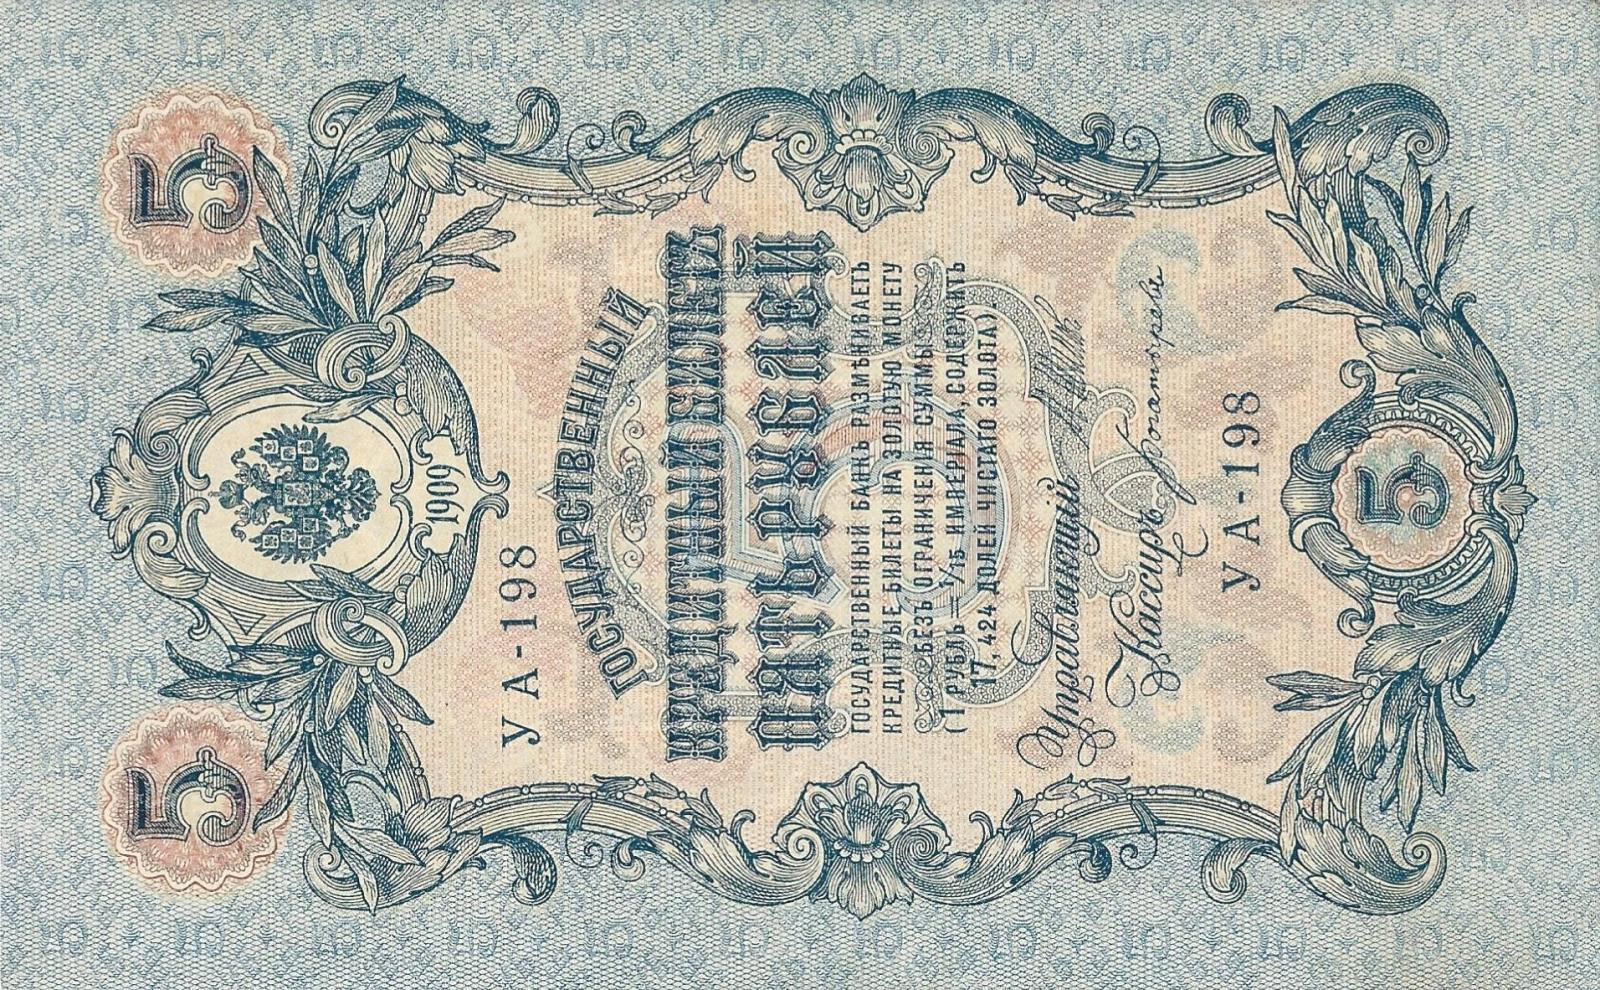 5 5
1909
УА-198
ГОСУДАРСТВЕННЫЙ
КРЕДИТНЫЙ БИЛЕТЪ
ПЯТЬ РУБЛЕЙ
ГОСУДАРСТВЕННЫЙ БАНКЪ РАЗМѢНИВАЕТЪ
КРЕДИТНЫЕ БИЛЕТЫ НА ЗОЛОТУЮ МОНЕТУ
БЕЗЪ ОГРАНИЧЕНІЯ СУММЫ
(1 РУБЛЬ = 1/15 ИМПЕРІАЛА, СОДЕРЖИТЪ
17,424 ДОЛЕЙ ЧИСТАГО ЗОЛОТА).
Управляющій
Кассиръ
УА-198
5